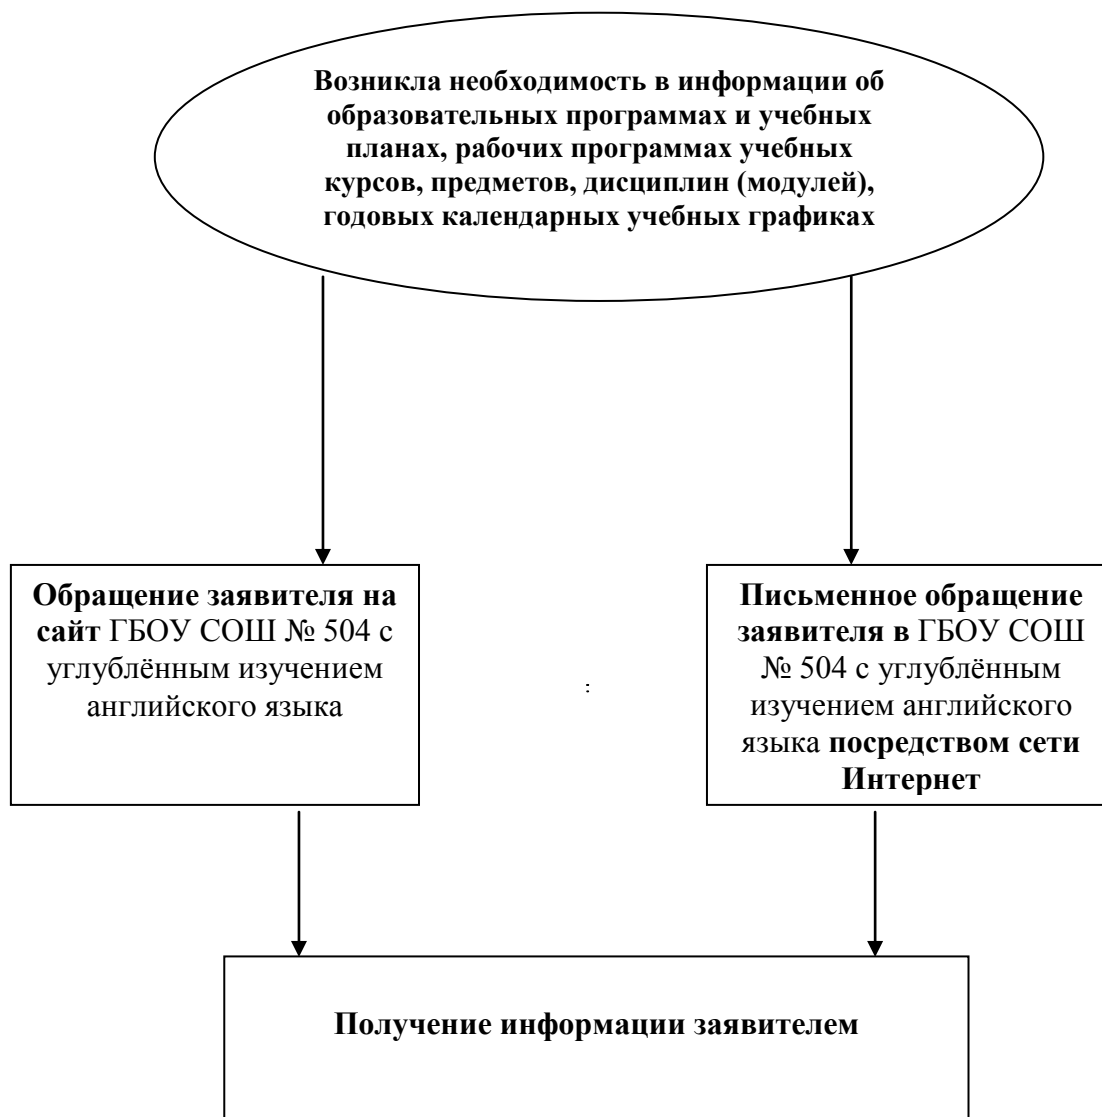 Возникла необходимость в информации об
образовательных программах и учебных
планах, рабочих программах учебных
курсов, предметов, дисциплин (модулей),
годовых календарных учебных графиках
Обращение заявителя на
сайт ГБОУ СОШ № 504 с
углублённым изучением
английского языка
:
Письменное обращение
заявителя в ГБОУ СОШ
№ 504 с углублённым
изучением английского
языка посредством сети
Интернет
Получение информации заявителем